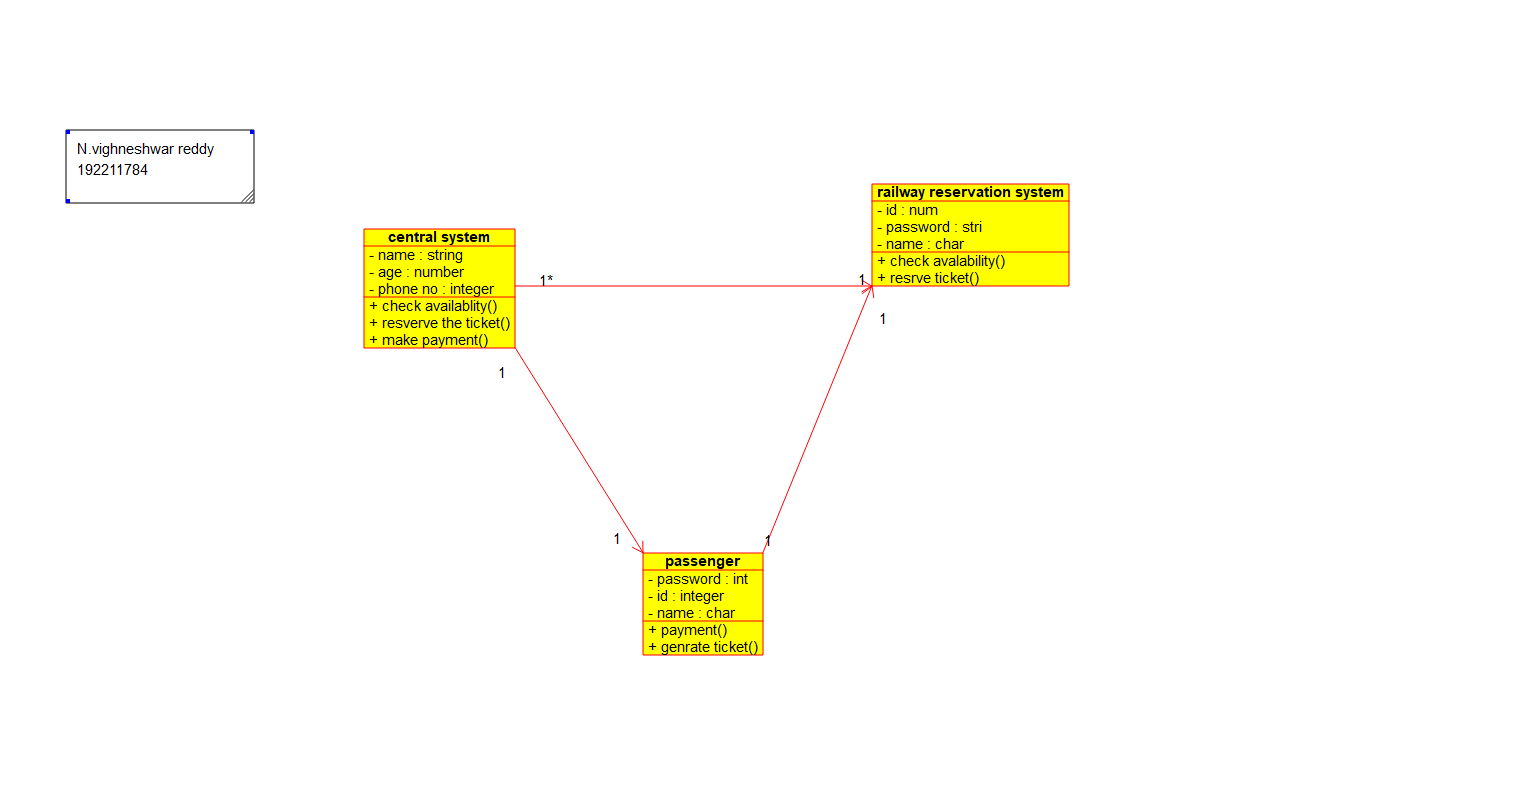 N.vighneshwar reddy
192211784
central system
- name : string
- age : number
- phone no : integer
+ check availablity()
+ resverve the ticket()
+ make payment()
1*
1
railway reservation system
- id : num
- password : stri
- name : char
+ check avalability()
+ resrve ticket()
1
1
1
1
passenger
- password : int
- id : integer
- name : char
+ payment()
+ genrate ticket()